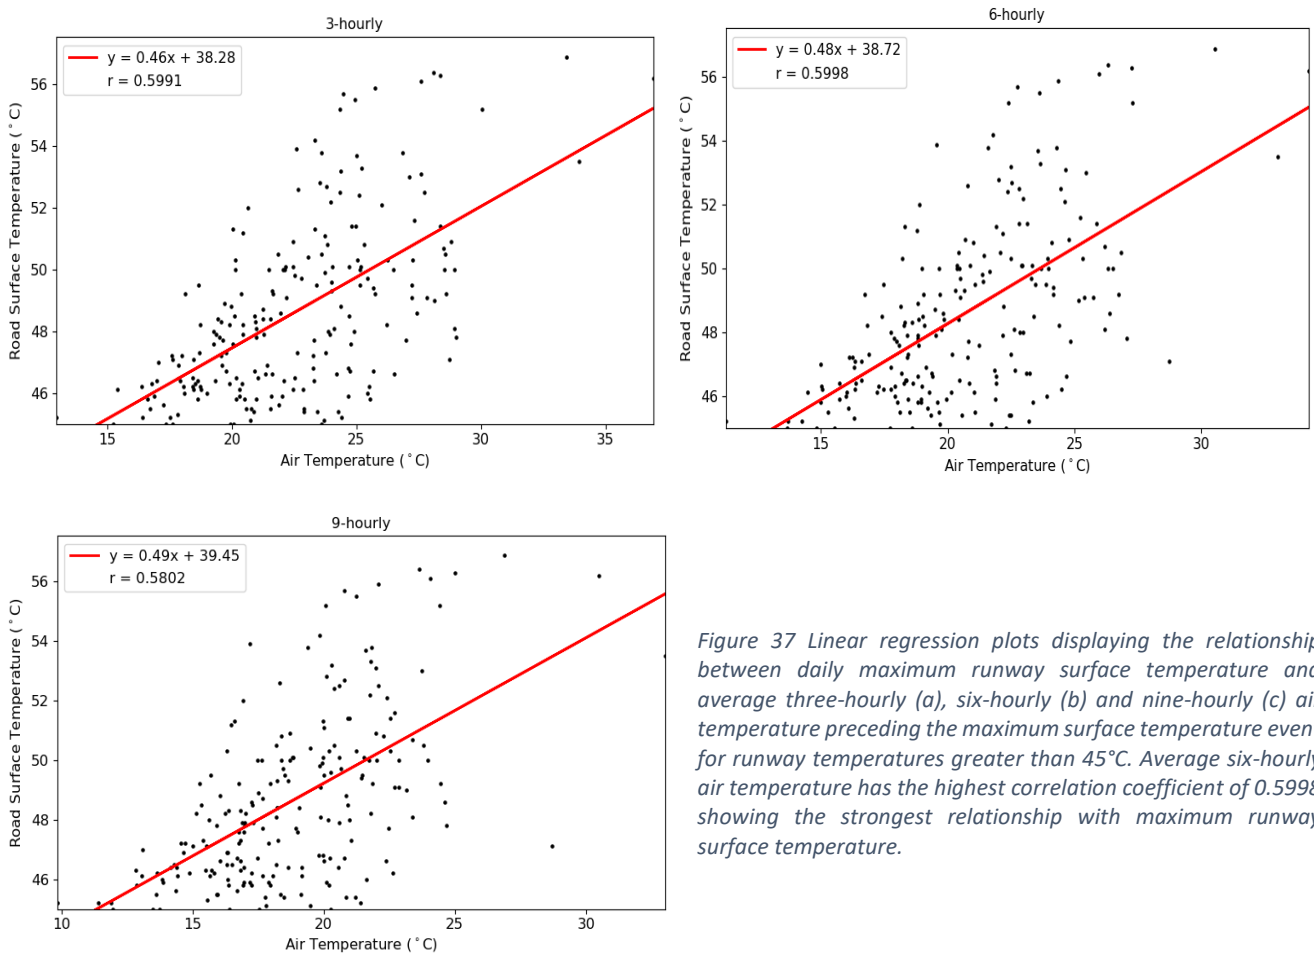 3-hourly
y = 0.46x + 38.28
r = 0.5991
Road Surface Temperature (°C)
56
54
52
50
48
46
15
20
25
30
35
Air Temperature (°C)
6-hourly
y = 0.48x + 38.72
r = 0.5998
Road Surface Temperature (°C)
56
54
52
50
48
46
15
20
25
30
Air Temperature (°C)
9-hourly
y = 0.49x + 39.45
r = 0.5802
Road Surface Temperature (°C)
56
54
52
50
48
46
10
15
20
25
30
Air Temperature (°C)
Figure 37 Linear regression plots displaying the relationship
between daily maximum runway surface temperature and
average three-hourly (a), six-hourly (b) and nine-hourly (c) ai
temperature preceding the maximum surface temperature even
for runway temperatures greater than 45°C. Average six-hourly
air temperature has the highest correlation coefficient of 0.5998
showing the strongest relationship with maximum runway
surface temperature.